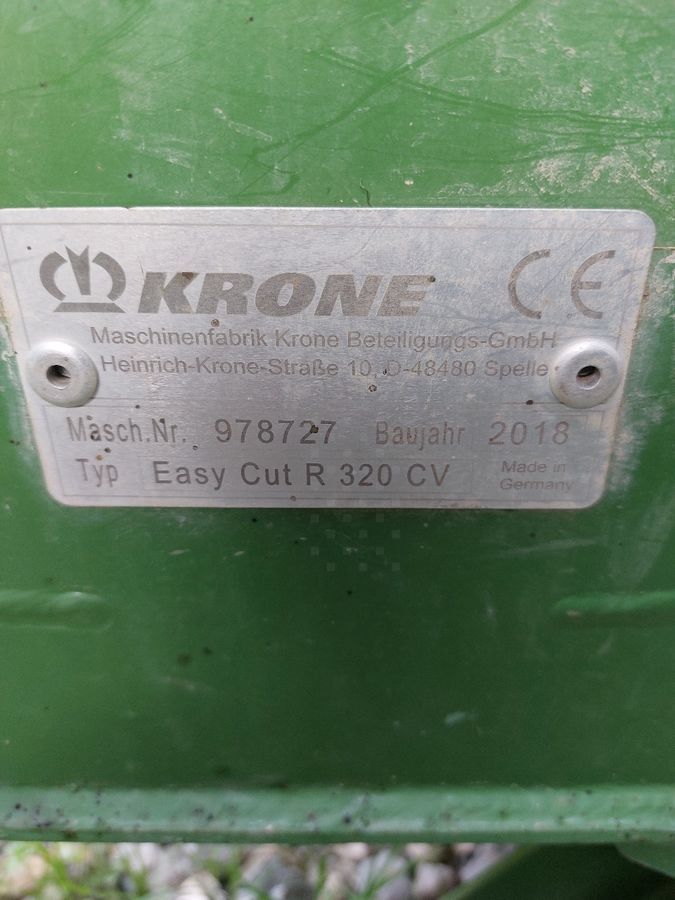 KRONE CE
Maschinenfabrik Krone Beteiligungs-GmbH
Heinrich-Krone-Straße 10, D-48480 Spelle
Masch.Nr. 978727 Baujahr 2018
Typ Easy Cut R 320 CV Made in
Germany